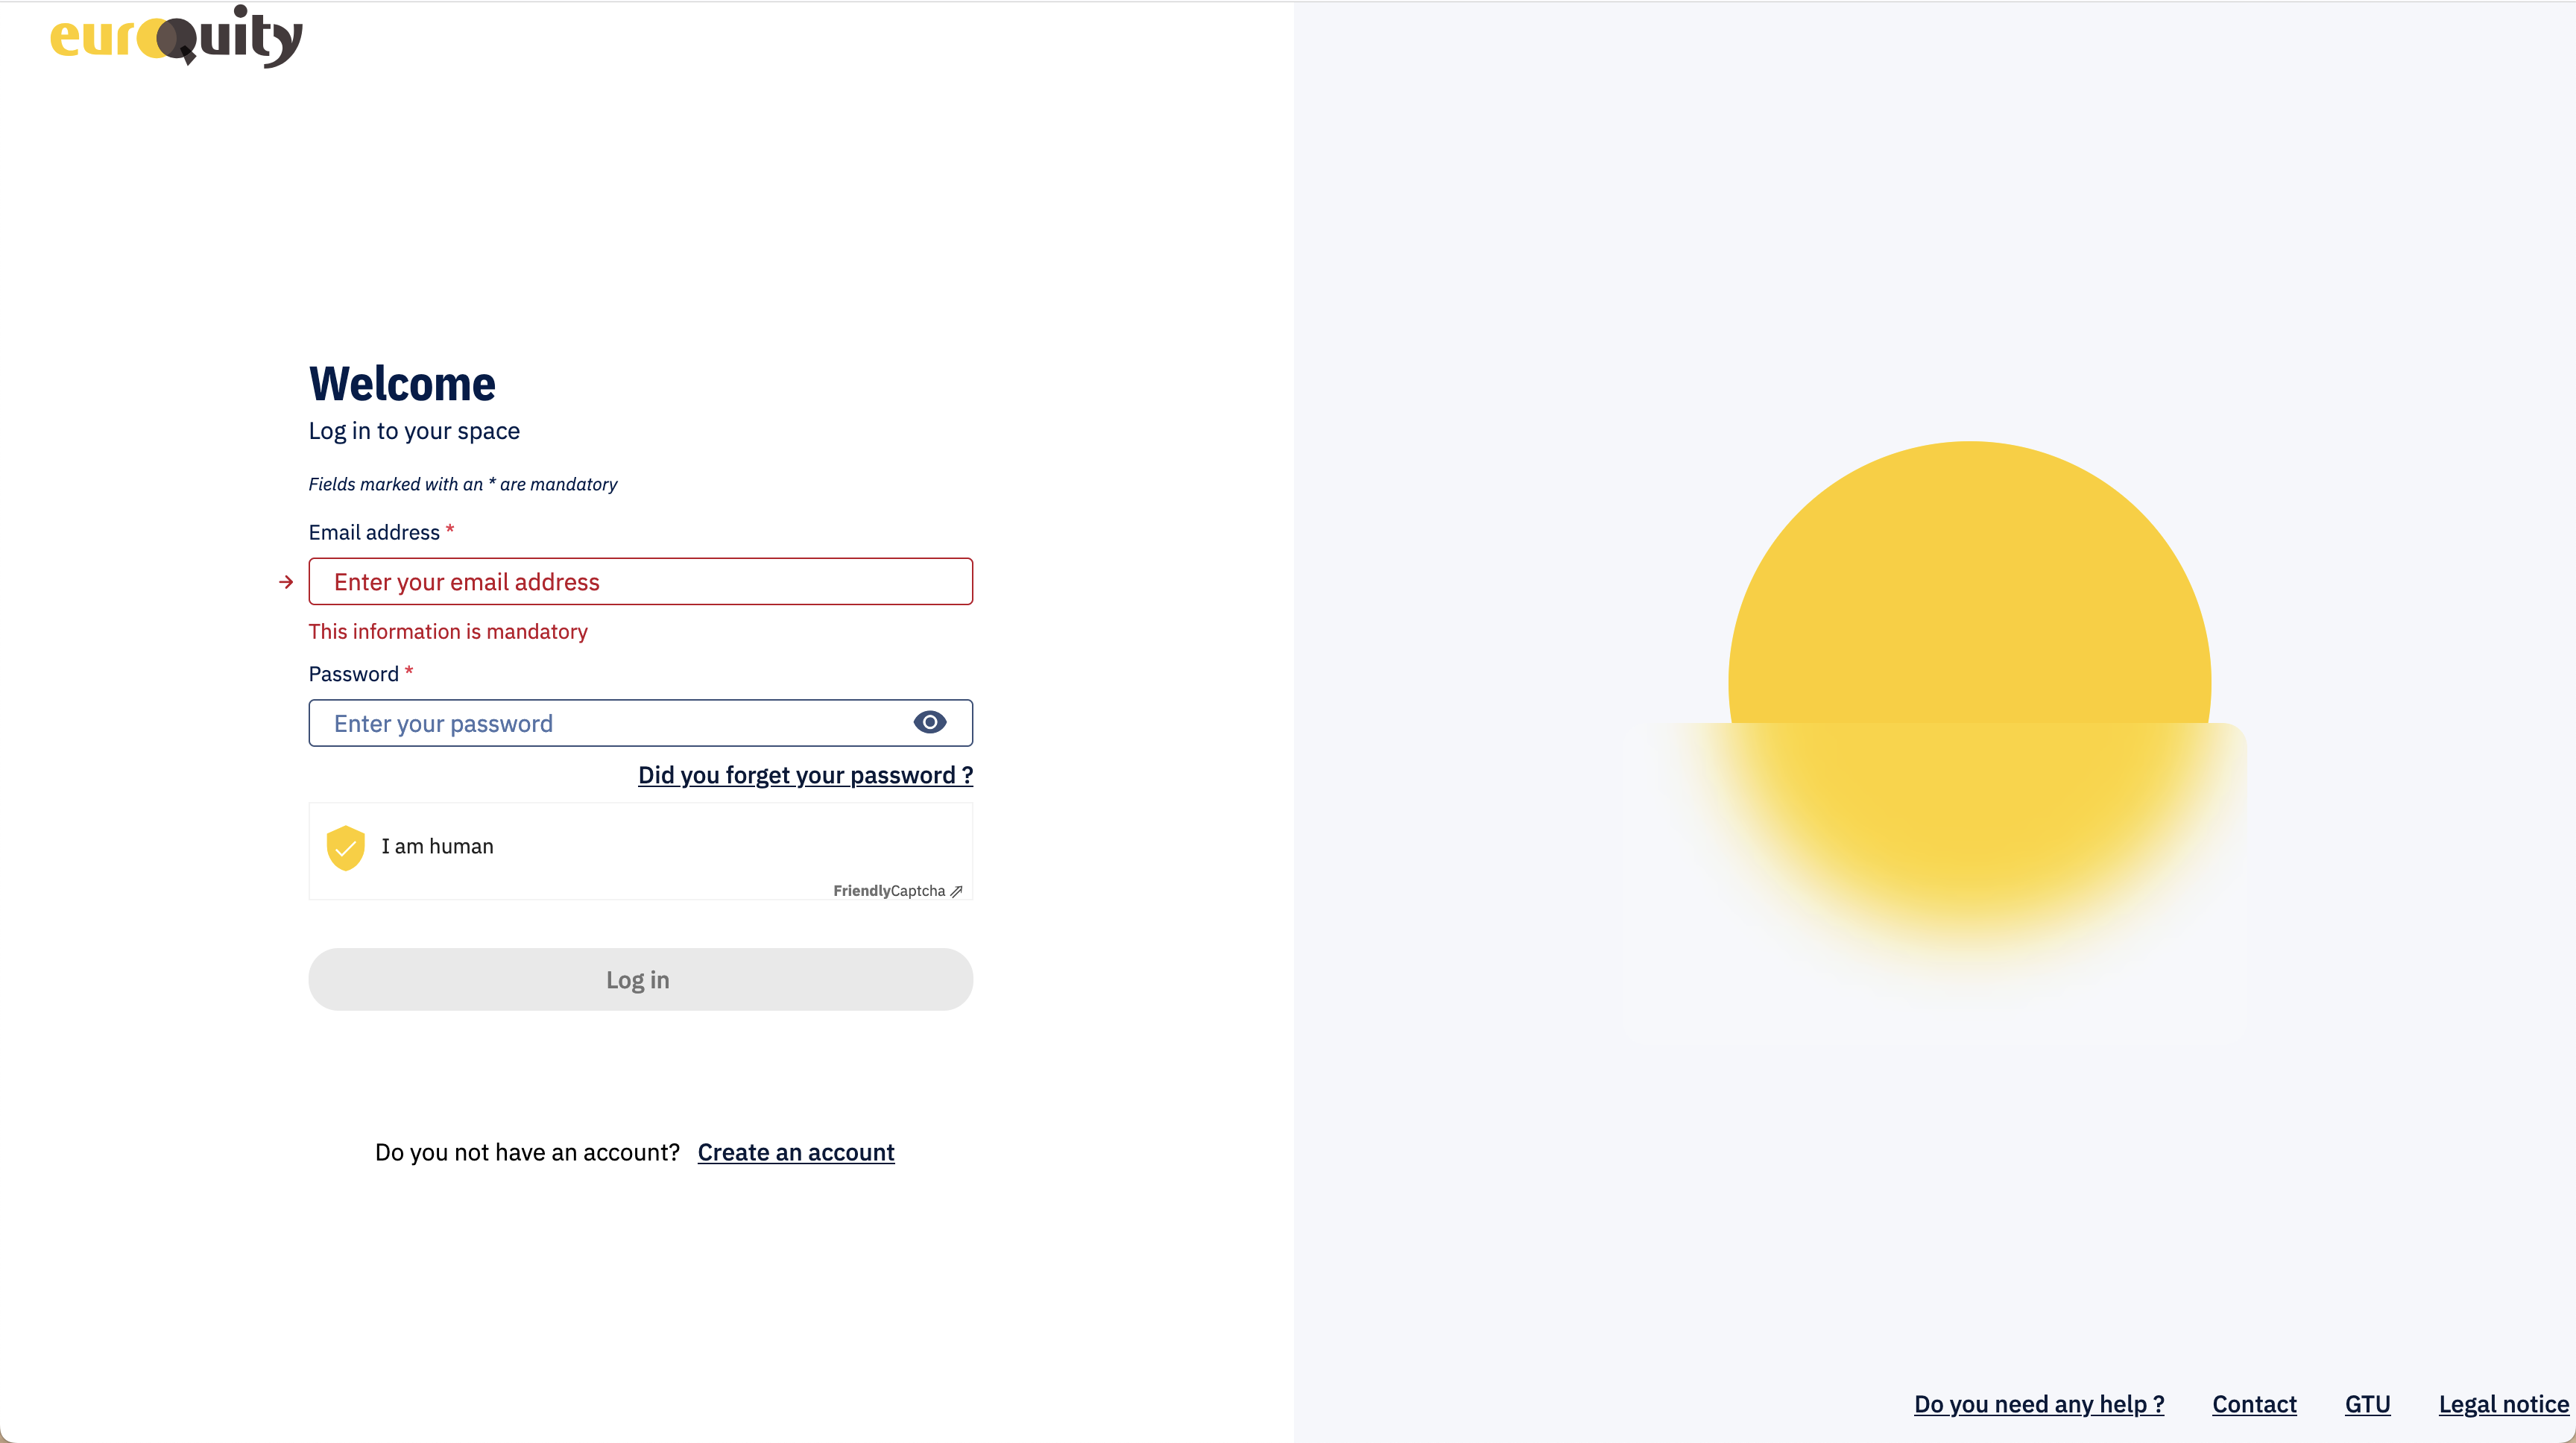 euroQuity
Welcome
Log in to your space
Fields marked with an * are mandatory
Email address *
Enter your email address
This information is mandatory
Password *
Enter your password
Did you forget your password ?
I am human
FriendlyCaptcha ⇗
Log in
Do you not have an account? Create an account
Do you need any help ? Contact GTU Legal notice